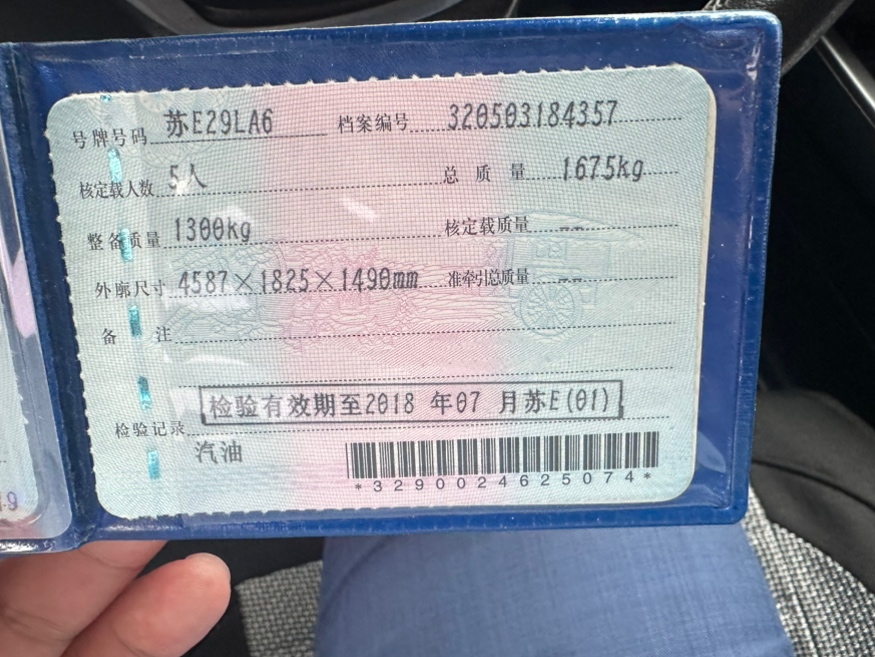 号牌号码 苏E29LA6 档案编号 320503184357
核定载人数 5人 总质量 1675kg
整备质量 1300kg 核定载质量 --
外廓尺寸 4587×1825×1490mm 准牵引总质量 --
备注
检验有效期至2018 年07 月苏E(01)
检验记录
汽油
*3290024625074*
19